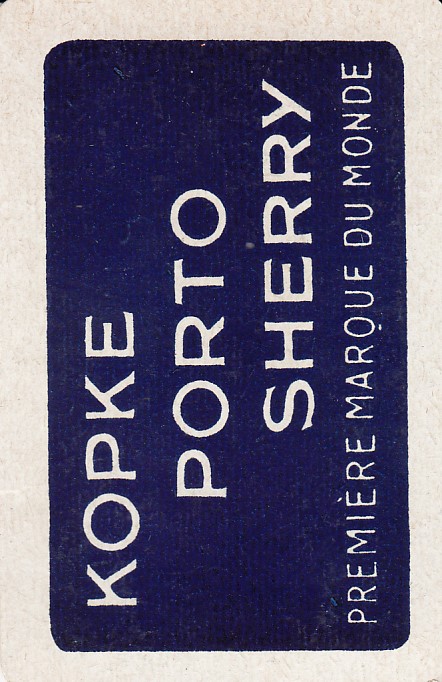 KOPKE
PORTO
SHERRY
PREMIÈRE MARQUE DU MONDE